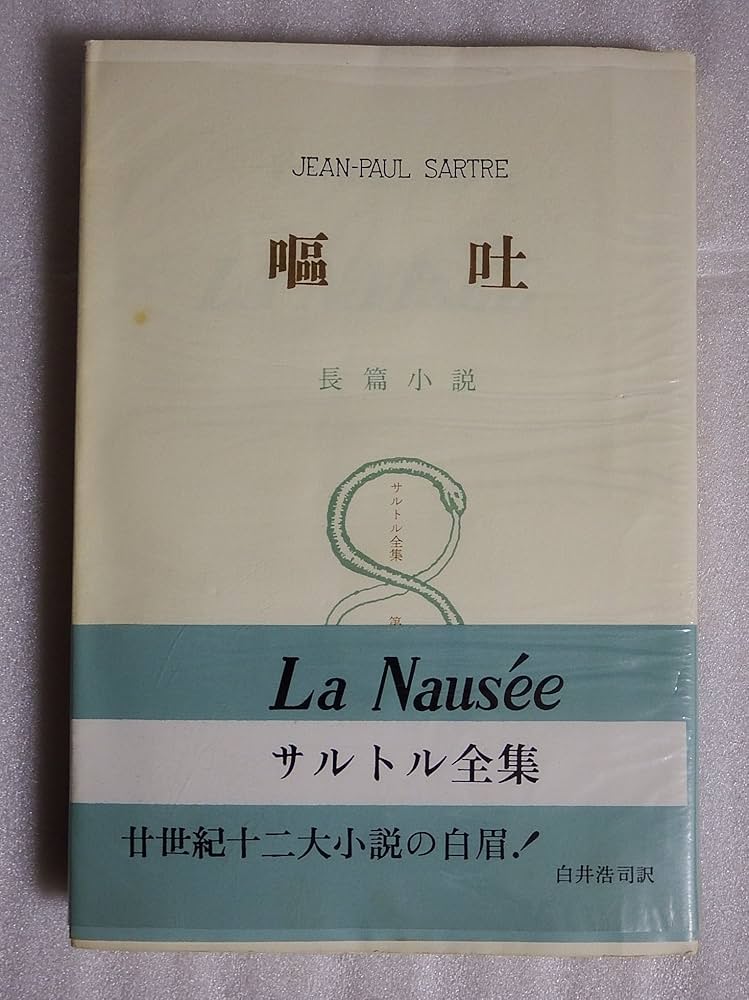 JEAN-PAUL SARTRE
嘔吐
長篇小説
サルトル全集
第
La Nausée
サルトル全集
廿世紀十二大小説の白眉!
白井浩司訳